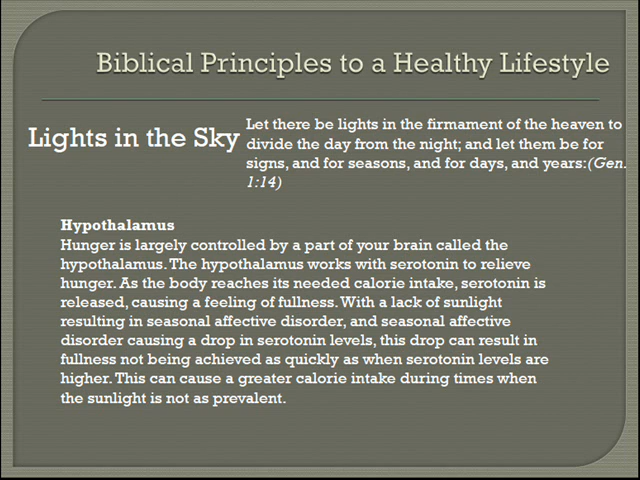 Biblical Principles to a Healthy Lifestyle
Lights in the Sky
Let there be lights in the firmament of the heaven to
divide the day from the night; and let them be for
signs, and for seasons, and for days, and years:(Gen.
1:14)
Hypothalamus
Hunger is largely controlled by a part of your brain called the
hypothalamus. The hypothalamus works with serotonin to relieve
hunger. As the body reaches its needed calorie intake, serotonin is
released, causing a feeling of fullness. With a lack of sunlight
resulting in seasonal affective disorder, and seasonal affective
disorder causing a drop in serotonin levels, this drop can result in
fullness not being achieved as quickly as when serotonin levels are
higher. This can cause a greater calorie intake during times when
the sunlight is not as prevalent.